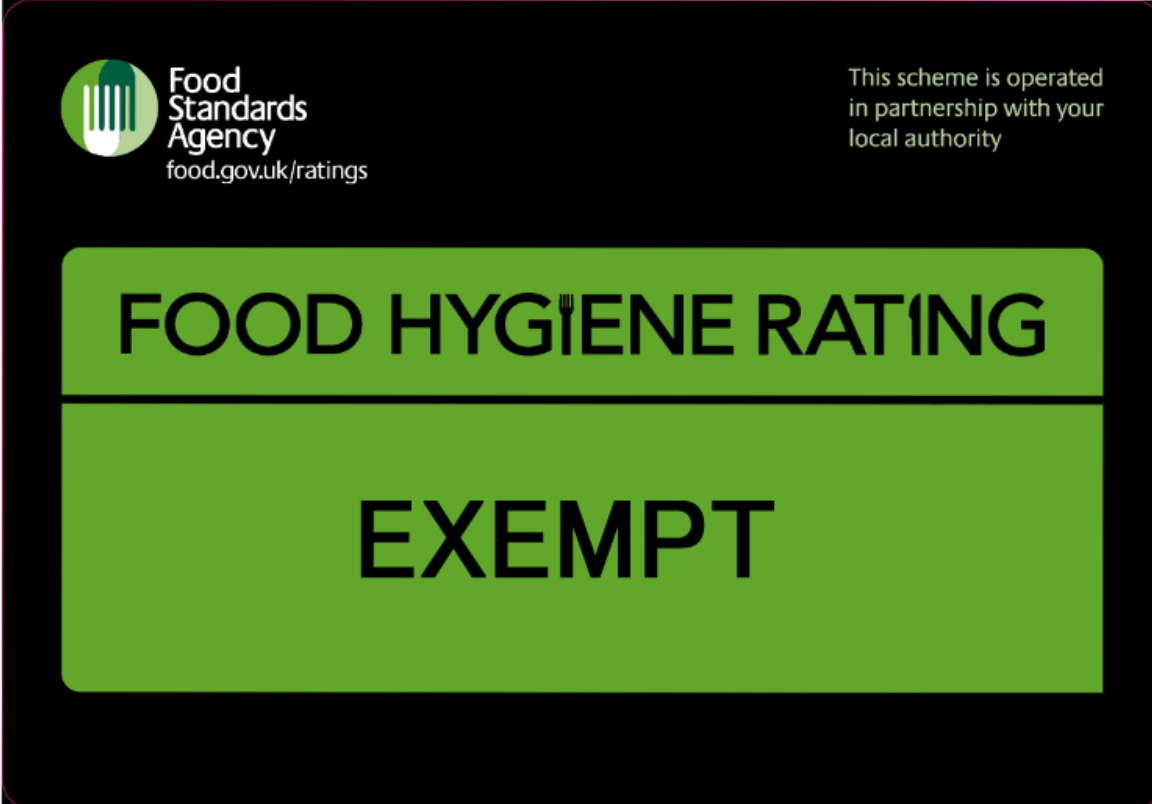 Food
Standards
Agency
food.gov.uk/ratings
This scheme is operated
in partnership with your
local authority
FOOD HYGIENE RATING
EXEMPT